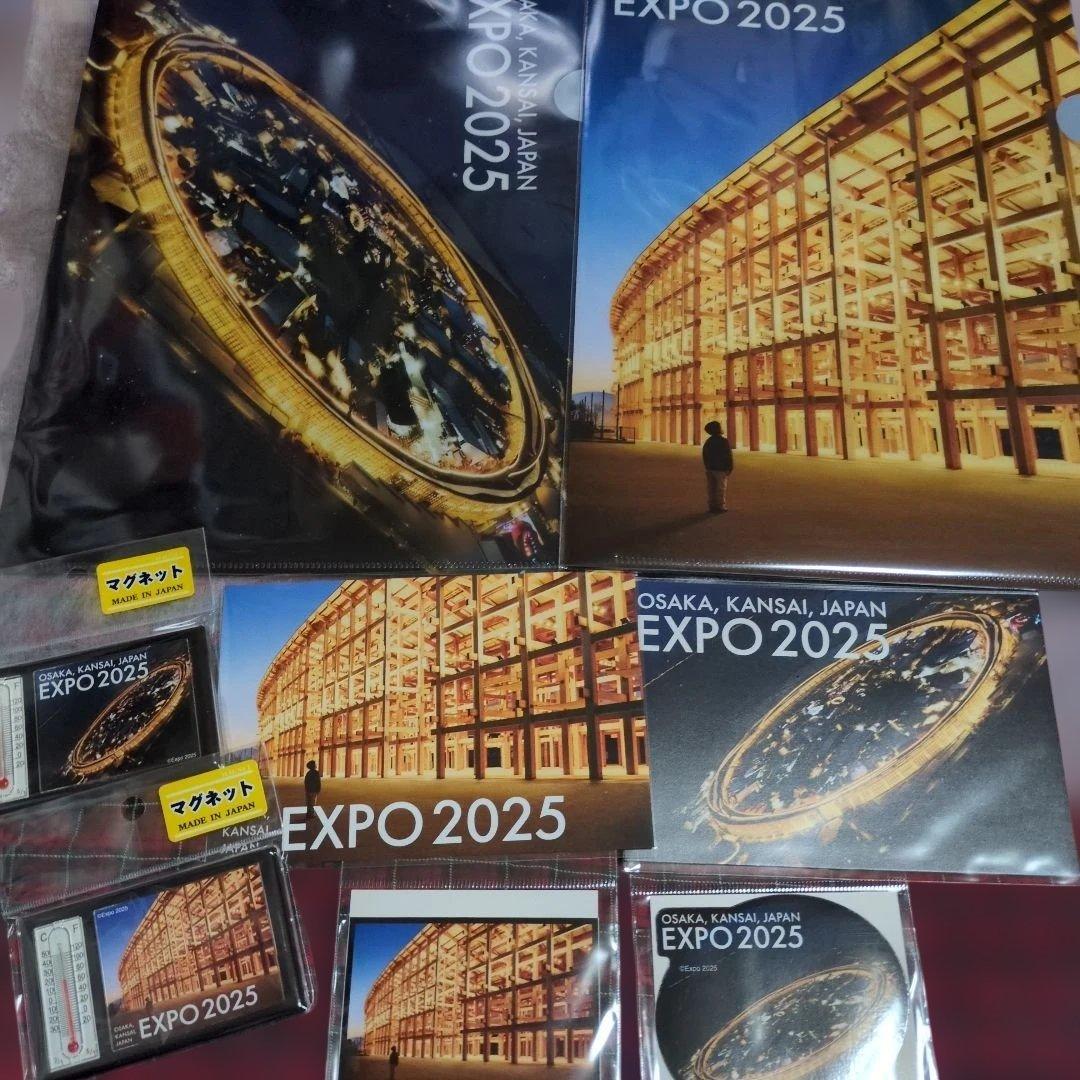 OSAKA, KANSAI, JAPAN
EXPO 2025
EXPO 2025
マグネット
MADE IN JAPAN
OSAKA, KANSAI, JAPAN
EXPO 2025
©Expo 2025
OSAKA, KANSAI, JAPAN
EXPO 2025
EXPO 2025
マグネット
MADE IN JAPAN
KANSAI,
JAPAN
C F
©Expo 2025
OSAKA,
KANSAI,
JAPAN
EXPO 2025
OSAKA, KANSAI, JAPAN
EXPO 2025
©Expo 2025